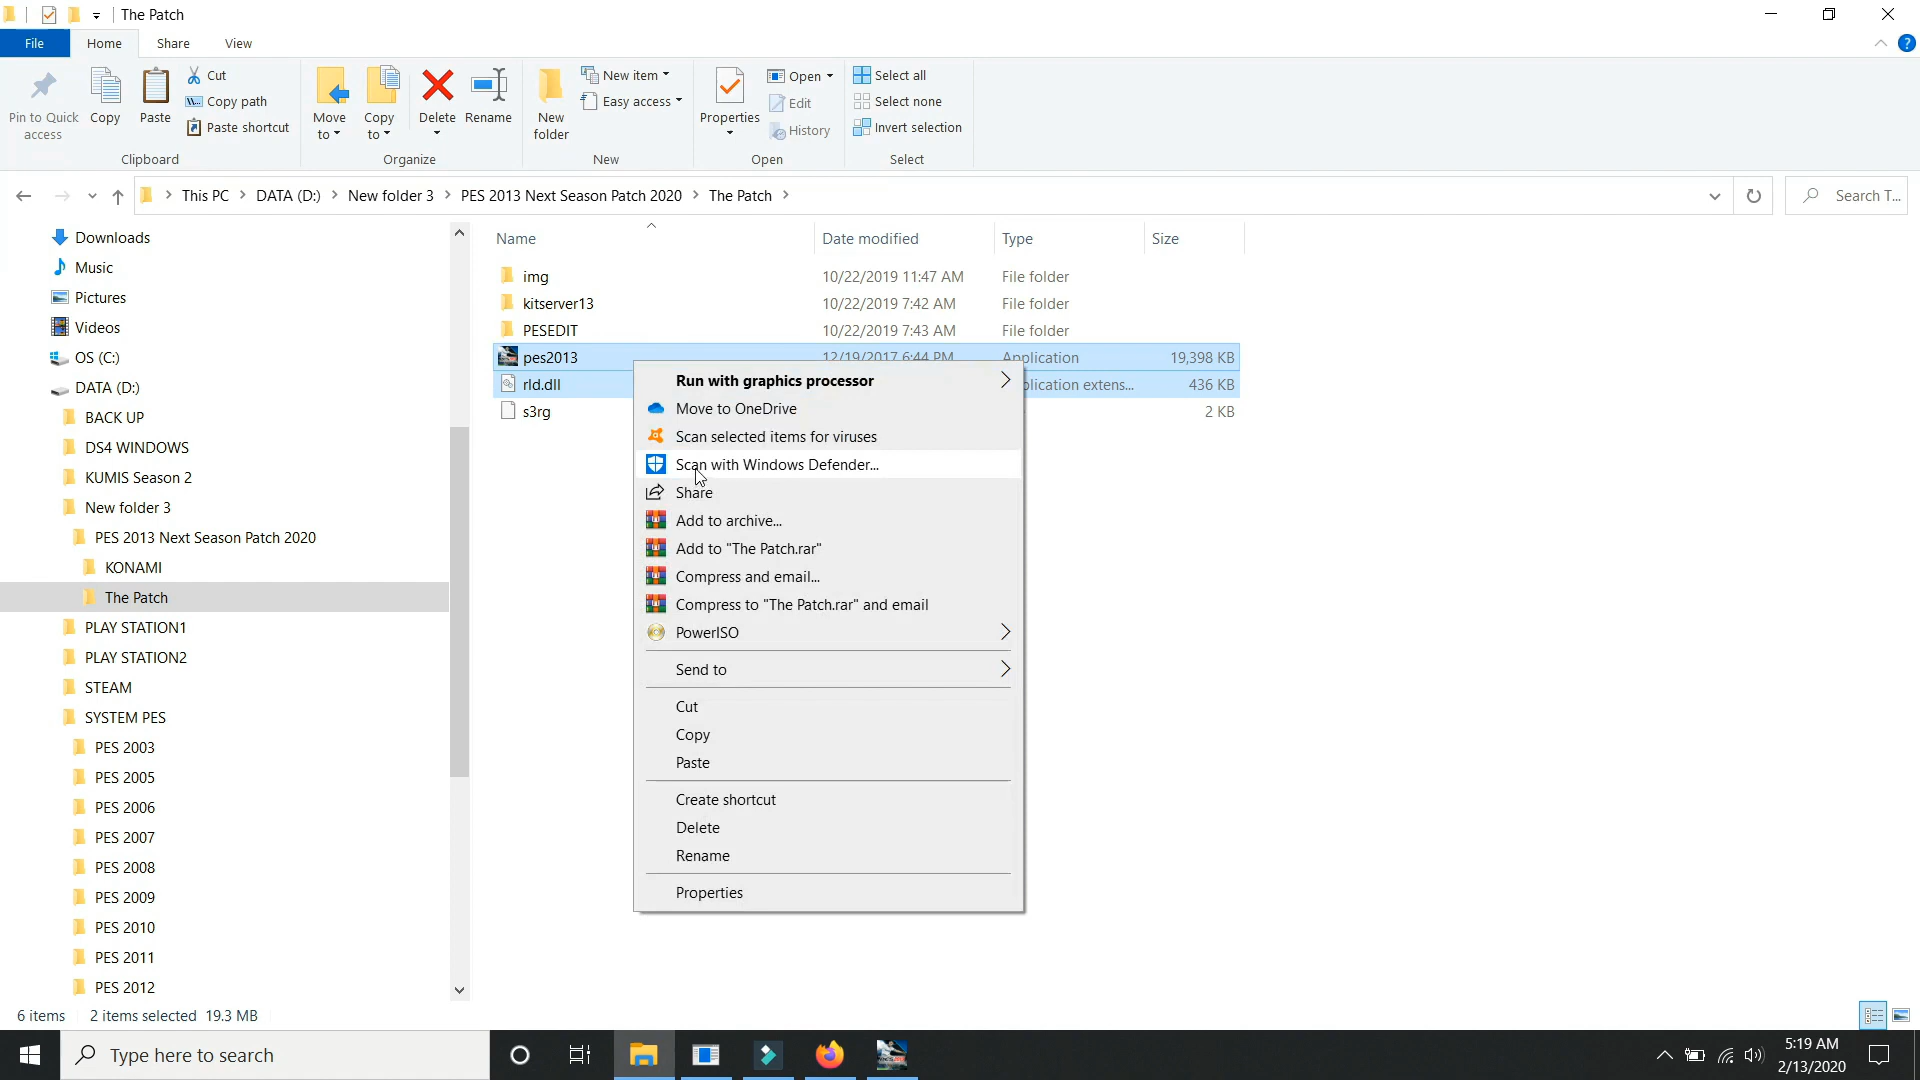 The Patch
File Home Share View
Pin to Quick access
Copy
Paste
Cut
Copy path
Paste shortcut
Clipboard
Move to
Copy to
Delete
Rename
Organize
New folder
New item
Easy access
New
Properties
Open
Edit
History
Open
Select all
Select none
Invert selection
Select
This PC DATA (D:) New folder 3 PES 2013 Next Season Patch 2020 The Patch
Search T...
Downloads
Music
Pictures
Videos
OS (C:)
DATA (D:)
BACK UP
DS4 WINDOWS
KUMIS Season 2
New folder 3
PES 2013 Next Season Patch 2020
KONAMI
The Patch
PLAY STATION1
PLAY STATION2
STEAM
SYSTEM PES
PES 2003
PES 2005
PES 2006
PES 2007
PES 2008
PES 2009
PES 2010
PES 2011
PES 2012
Name Date modified Type Size
img 10/22/2019 11:47 AM File folder
kitserver13 10/22/2019 7:42 AM File folder
PESEDIT 10/22/2019 7:43 AM File folder
pes2013 12/19/2017 6:44 PM Application 19,398 KB
rld.dll plication extens... 436 KB
s3rg 2 KB
Run with graphics processor
Move to OneDrive
Scan selected items for viruses
Scan with Windows Defender...
Share
Add to archive...
Add to "The Patch.rar"
Compress and email...
Compress to "The Patch.rar" and email
PowerISO
Send to
Cut
Copy
Paste
Create shortcut
Delete
Rename
Properties
6 items 2 items selected 19.3 MB
Type here to search
5:19 AM
2/13/2020